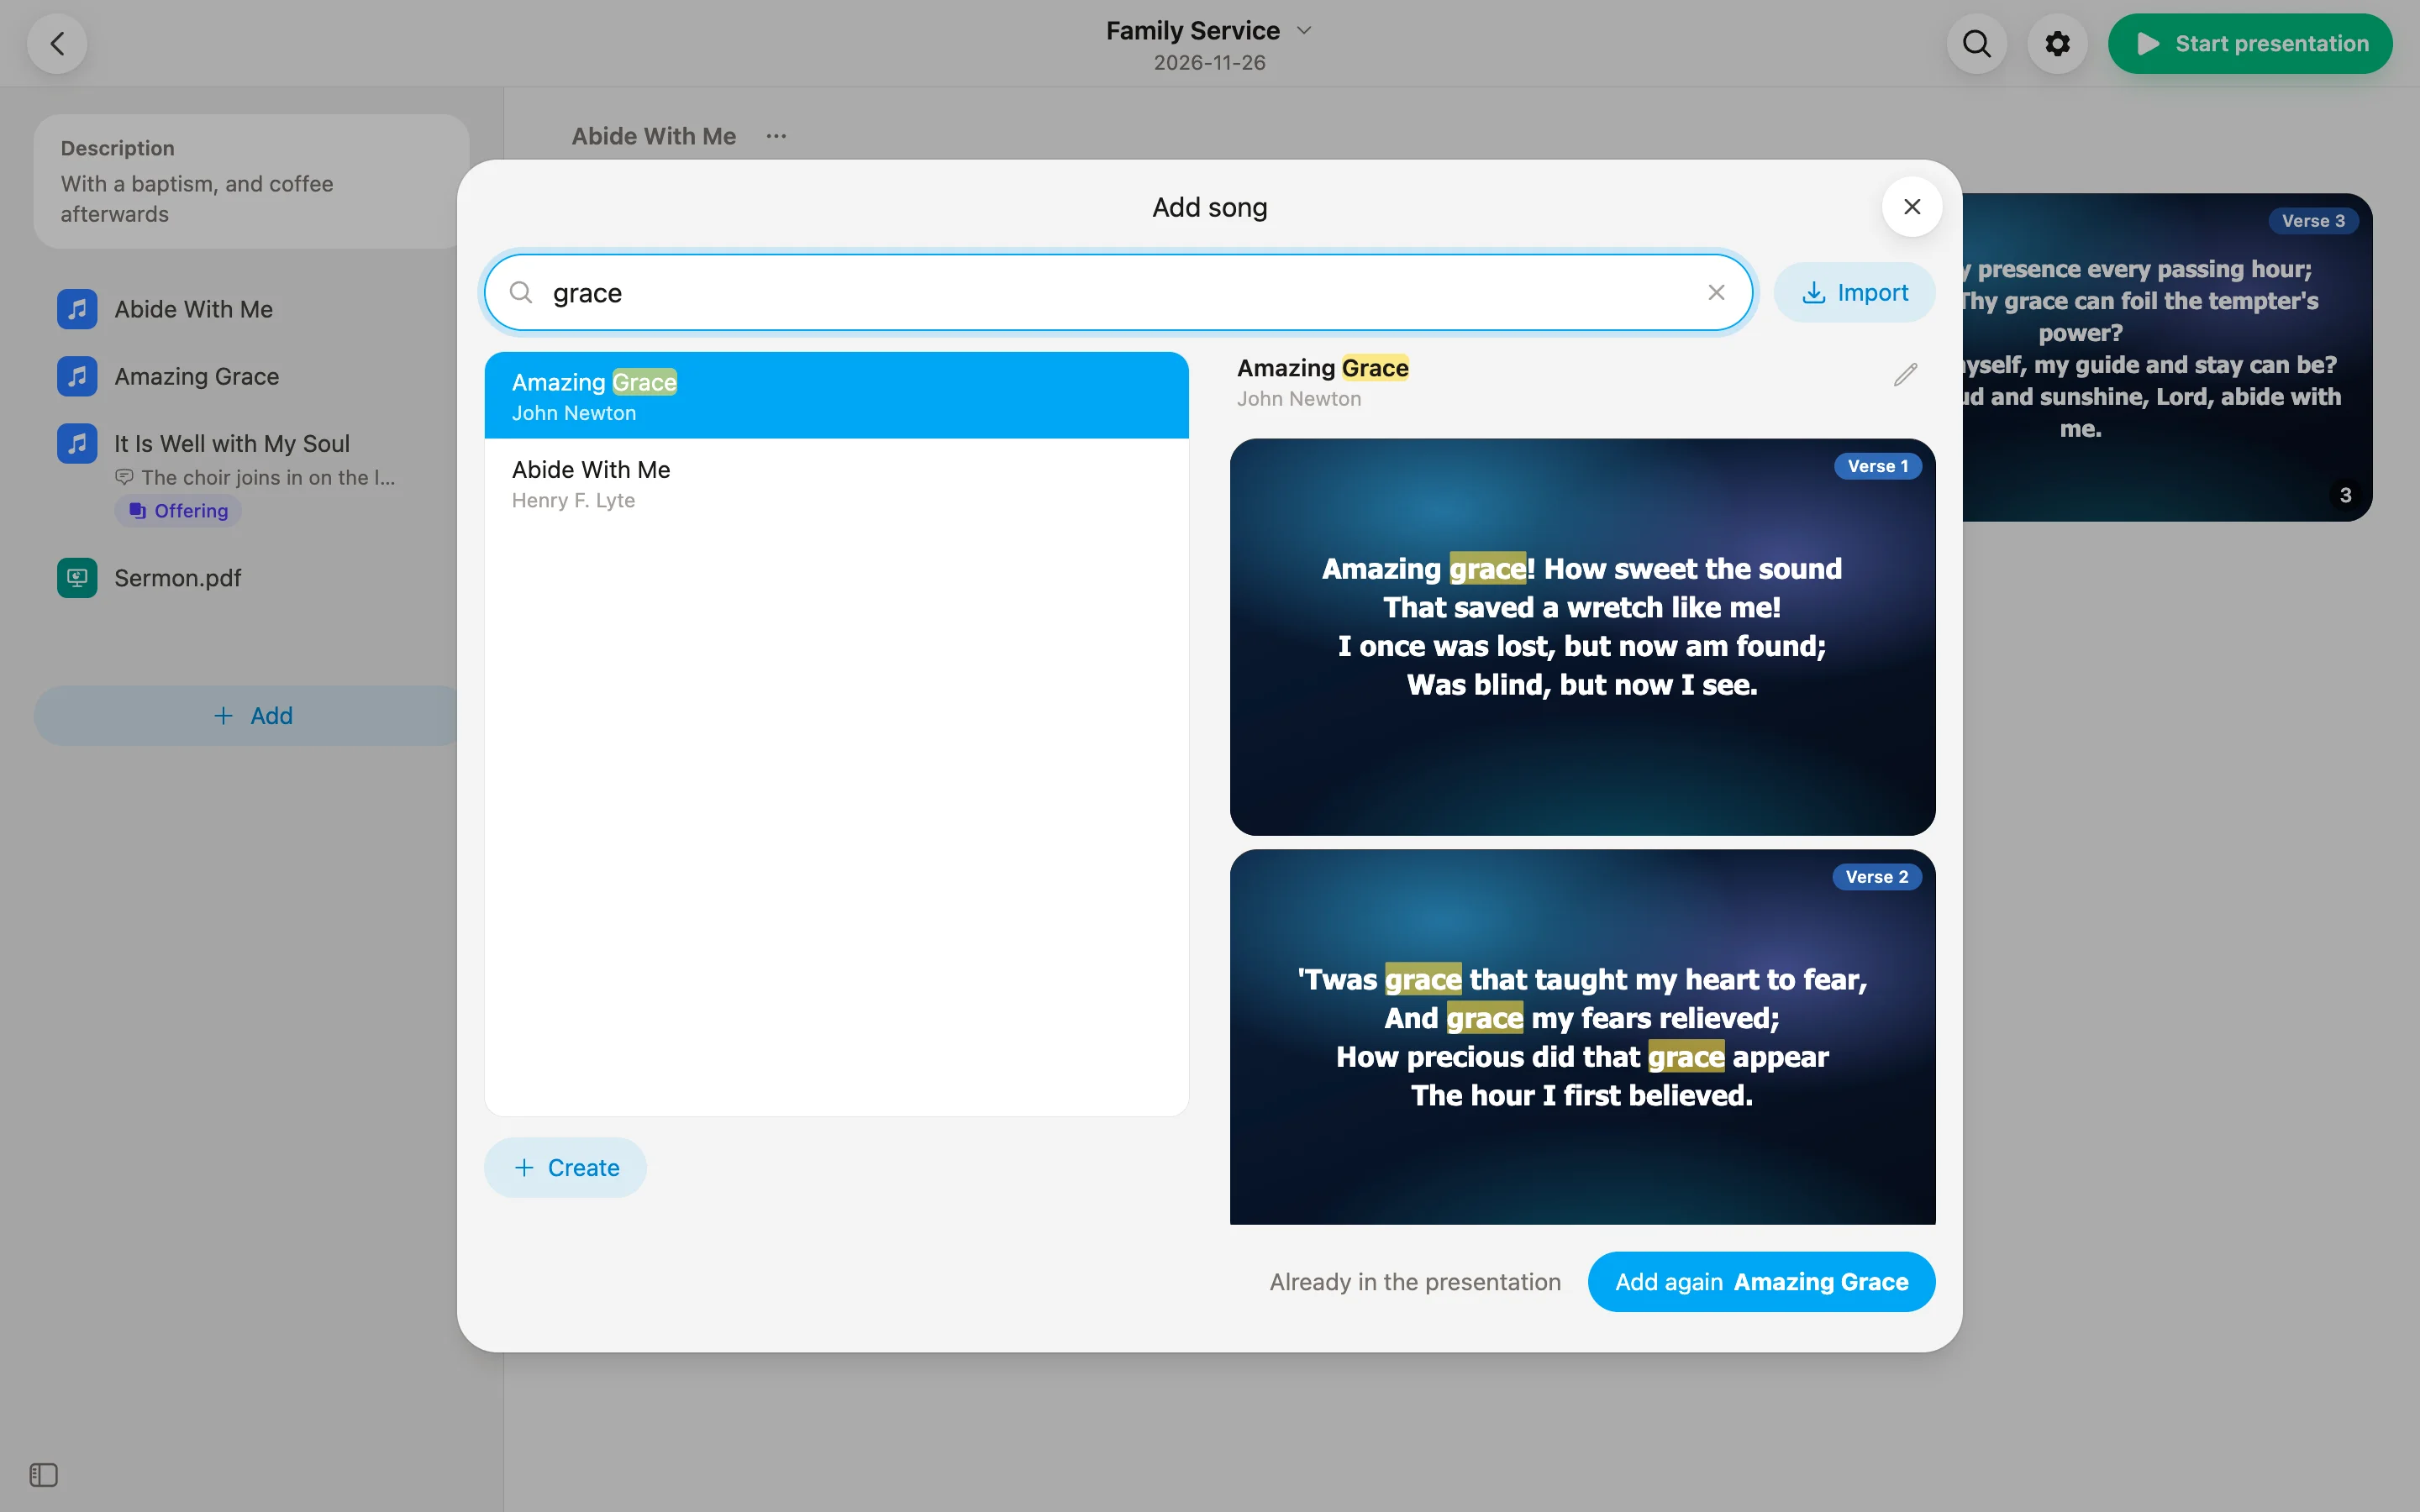 Family Service
2026-11-26
Start presentation
Description
With a baptism, and coffee
afterwards
Abide With Me
Amazing Grace
It Is Well with My Soul
The choir joins in on the l...
Offering
Sermon.pdf
Add
Abide With Me
Verse 3
presence every passing hour;
Thy grace can foil the tempter's
power?
my guide and stay can be?
and sunshine, Lord, abide with
me.
3
Add song
grace
Import
Amazing Grace
John Newton
Abide With Me
Henry F. Lyte
Create
Amazing Grace
John Newton
Verse 1
Amazing grace! How sweet the sound
That saved a wretch like me!
I once was lost, but now am found;
Was blind, but now I see.
Verse 2
'Twas grace that taught my heart to fear,
And grace my fears relieved;
How precious did that grace appear
The hour I first believed.
Already in the presentation
Add again Amazing Grace